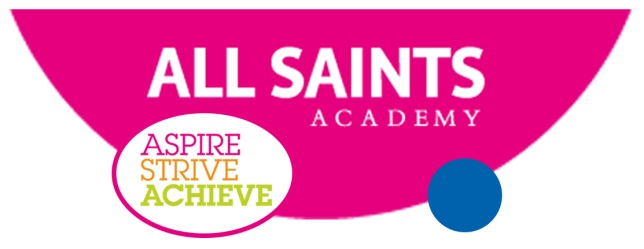 ALL SAINTS
ACADEMY
ASPIRE
STRIVE
ACHIEVE